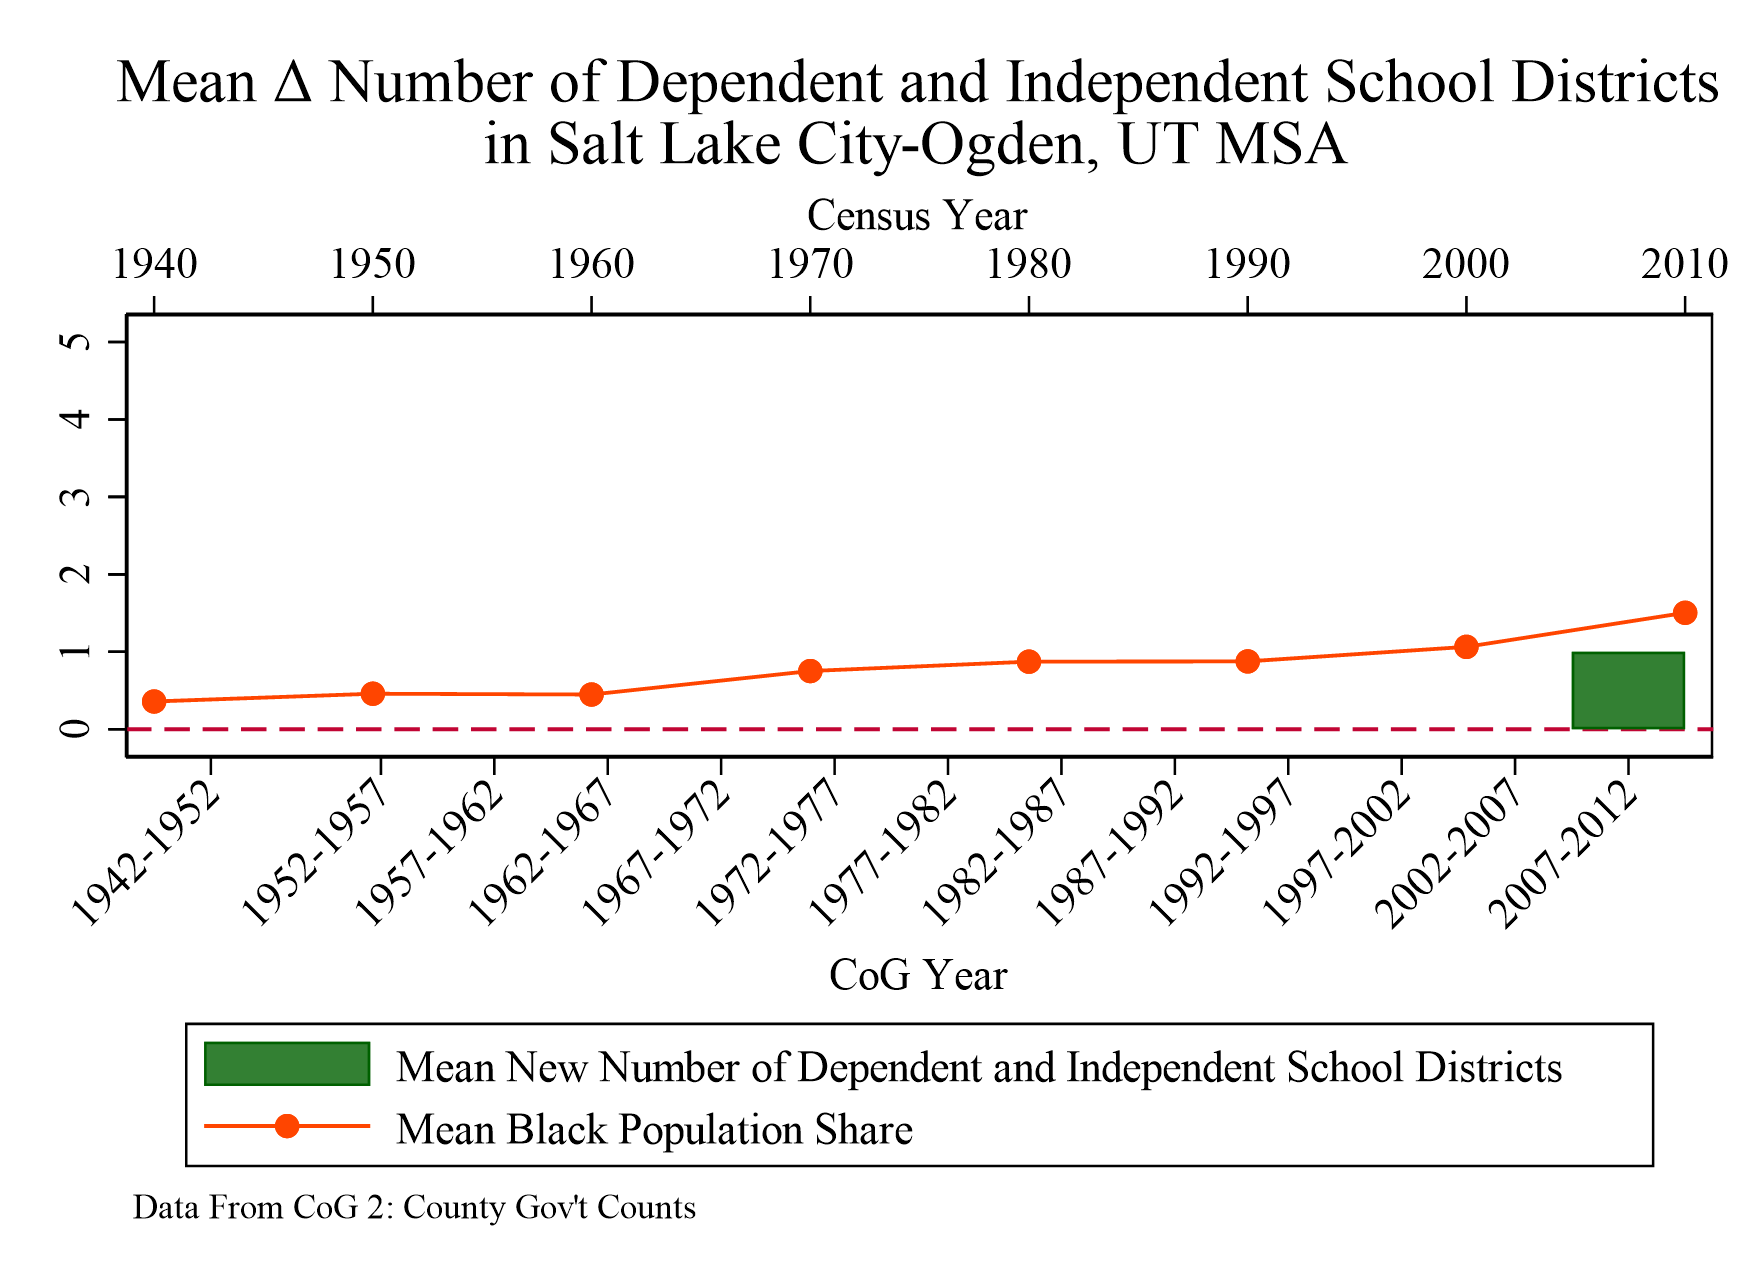 Mean Δ Number of Dependent and Independent School Districts
in Salt Lake City-Ogden, UT MSA
Census Year
1940 1950 1960 1970 1980 1990 2000 2010
5
4
3
2
1
0
1942-1952 1952-1957 1957-1962 1962-1967 1967-1972 1972-1977 1977-1982 1982-1987 1987-1992 1992-1997 1997-2002 2002-2007 2007-2012
CoG Year
Mean New Number of Dependent and Independent School Districts
Mean Black Population Share
Data From CoG 2: County Gov't Counts